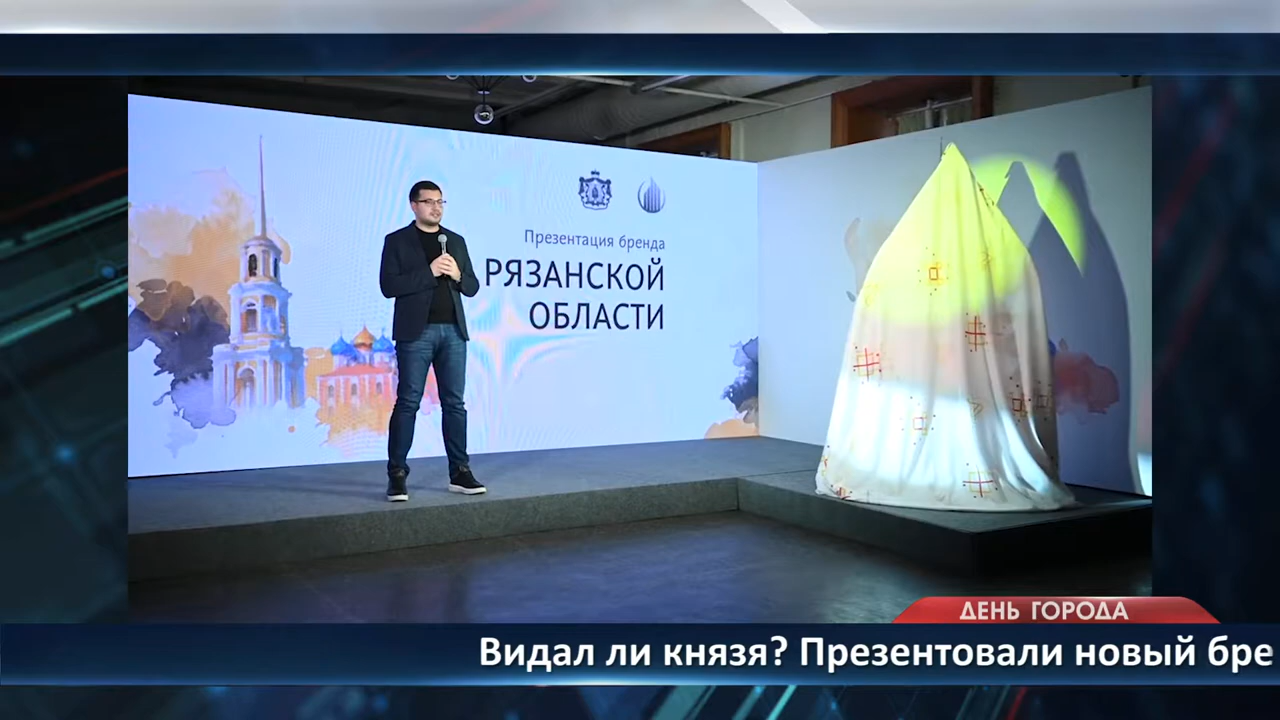 Презентация бренда
РЯЗАНСКОЙ
ОБЛАСТИ
ДЕНЬ ГОРОДА
Видал ли князя? Презентовали новый бре